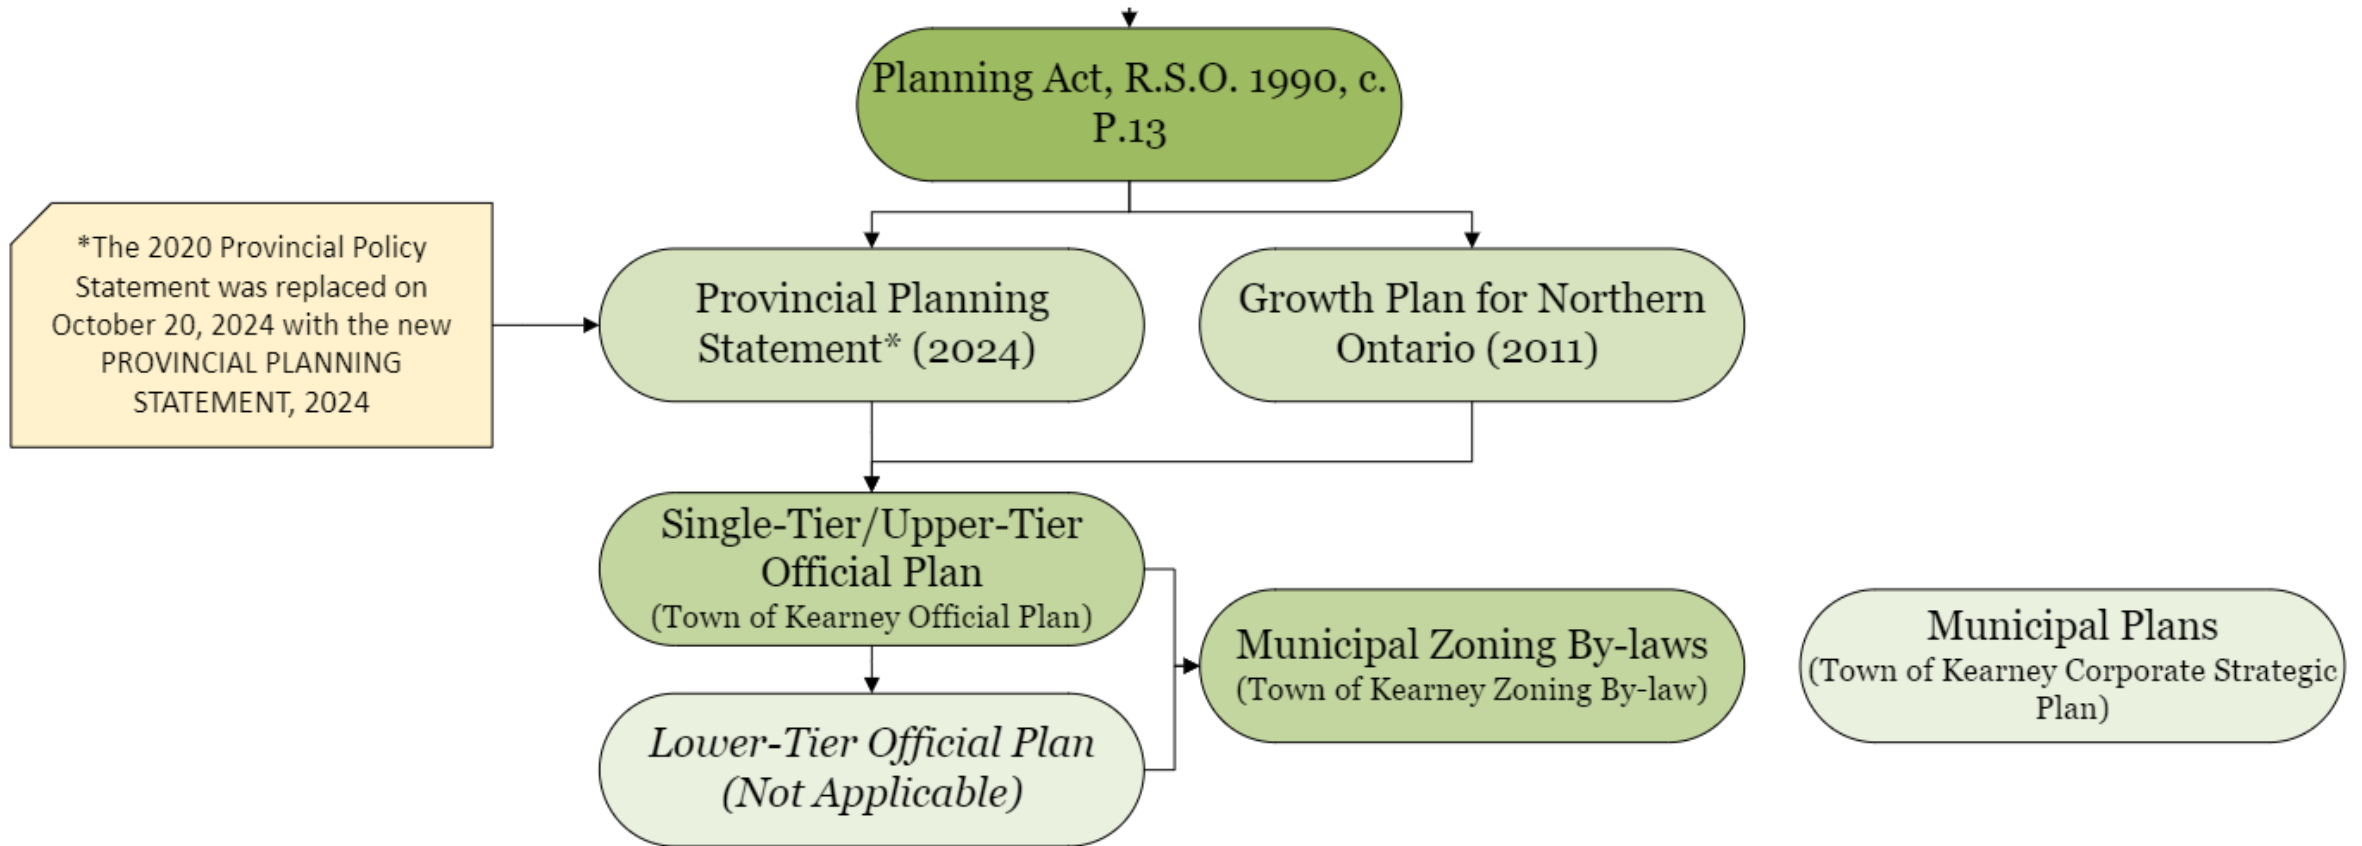 Planning Act, R.S.O. 1990, c.
P.13
*The 2020 Provincial Policy
Statement was replaced on
October 20, 2024 with the new
PROVINCIAL PLANNING
STATEMENT, 2024
Provincial Planning
Statement* (2024)
Growth Plan for Northern
Ontario (2011)
Single-Tier/Upper-Tier
Official Plan
(Town of Kearney Official Plan)
Lower-Tier Official Plan
(Not Applicable)
Municipal Zoning By-laws
(Town of Kearney Zoning By-law)
Municipal Plans
(Town of Kearney Corporate Strategic
Plan)